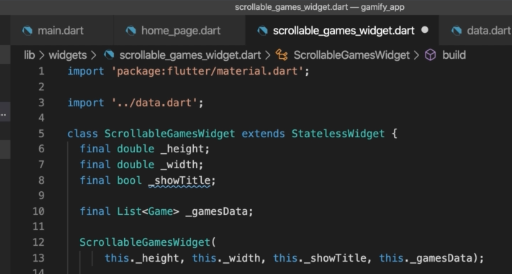 scrollable_games_widget.dart — gamify_app
main.dart home_page.dart scrollable_games_widget.dart data.dart
lib > widgets > scrollable_games_widget.dart > ScrollableGamesWidget > build
1 import 'package:flutter/material.dart';
2
3 import '../data.dart';
4
5 class ScrollableGamesWidget extends StatelessWidget {
6 final double _height;
7 final double _width;
8 final bool _showTitle;
9
10 final List<Game> _gamesData;
11
12 ScrollableGamesWidget(
13 this._height, this._width, this._showTitle, this._gamesData);
14